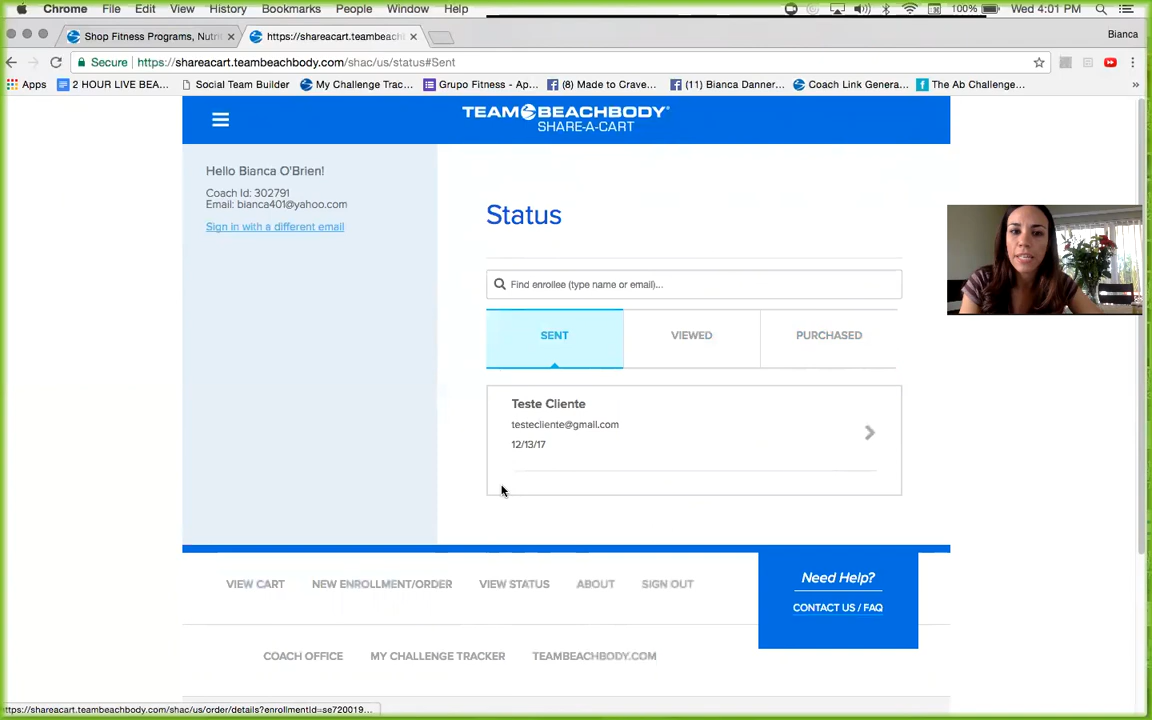 Chrome File Edit View History Bookmarks People Window Help 100% Wed 4:01 PM
Shop Fitness Programs, Nutri × https://shareacart.teambeachb × Bianca
Secure https://shareacart.teambeachbody.com/shac/us/status#Sent
Apps 2 HOUR LIVE BEA... Social Team Builder My Challenge Trac... Grupo Fitness - Ap... (8) Made to Crave... (11) Bianca Danner... Coach Link Genera... The Ab Challenge... »
TEAM BEACHBODY
SHARE-A-CART
Hello Bianca O'Brien!
Coach Id: 302791
Email: bianca401@yahoo.com
Sign in with a different email
Status
Find enrollee (type name or email)...
SENT VIEWED PURCHASED
Teste Cliente
testecliente@gmail.com
12/13/17
VIEW CART NEW ENROLLMENT/ORDER VIEW STATUS ABOUT SIGN OUT
Need Help?
CONTACT US / FAQ
COACH OFFICE MY CHALLENGE TRACKER TEAMBEACHBODY.COM
https://shareacart.teambeachbody.com/shac/us/order/details?enrollmentId=se720019...